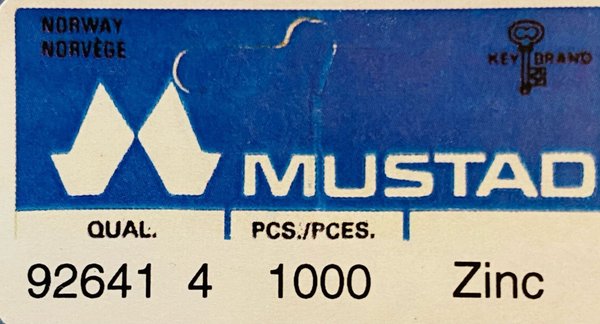 NORWAY
NORVÈGE
KEY BRAND
MUSTAD
QUAL. PCS./PCES.
92641 4 1000 Zinc